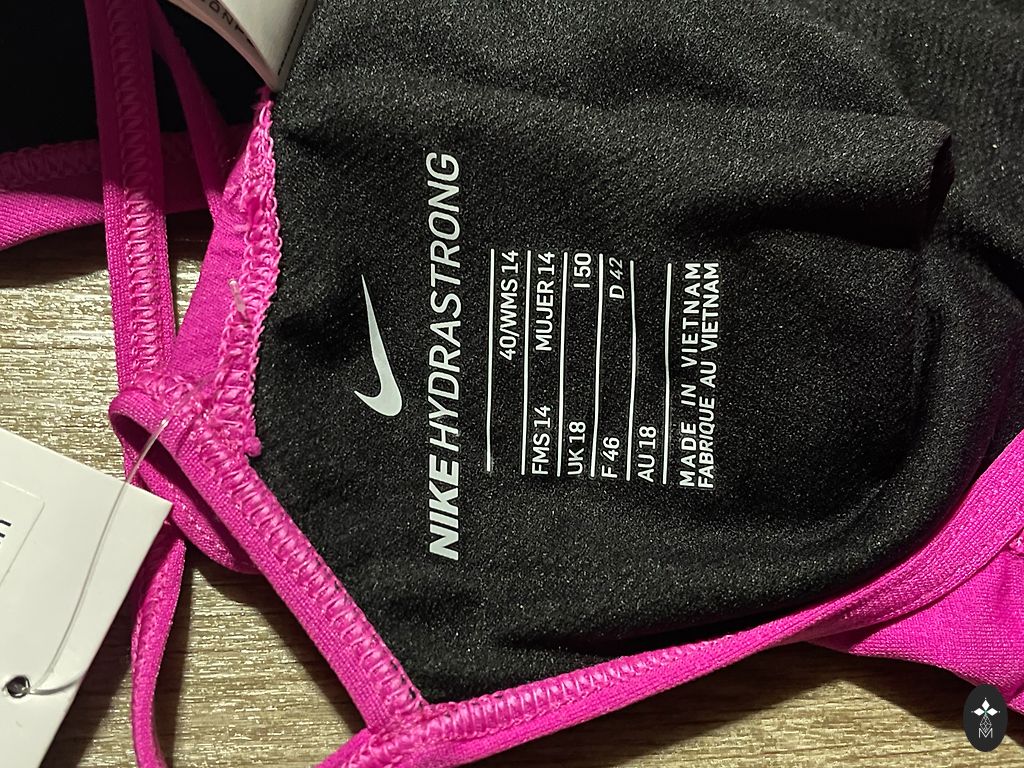 NIKE HYDRASTRONG
40/WMS 14
FMS 14 MUJER 14
UK 18 I 50
F 46 D 42
AU 18
MADE IN VIETNAM
FABRIQUE AU VIETNAM
M